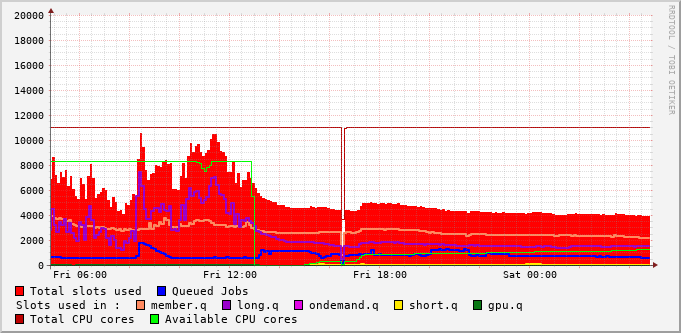 20000
18000
16000
14000
12000
10000
8000
6000
4000
2000
0
Fri 06:00 Fri 12:00 Fri 18:00 Sat 00:00
Total slots used Queued Jobs
Slots used in : member.q long.q ondemand.q short.q gpu.q
Total CPU cores Available CPU cores
RRDTOOL / TOBI OETIKER